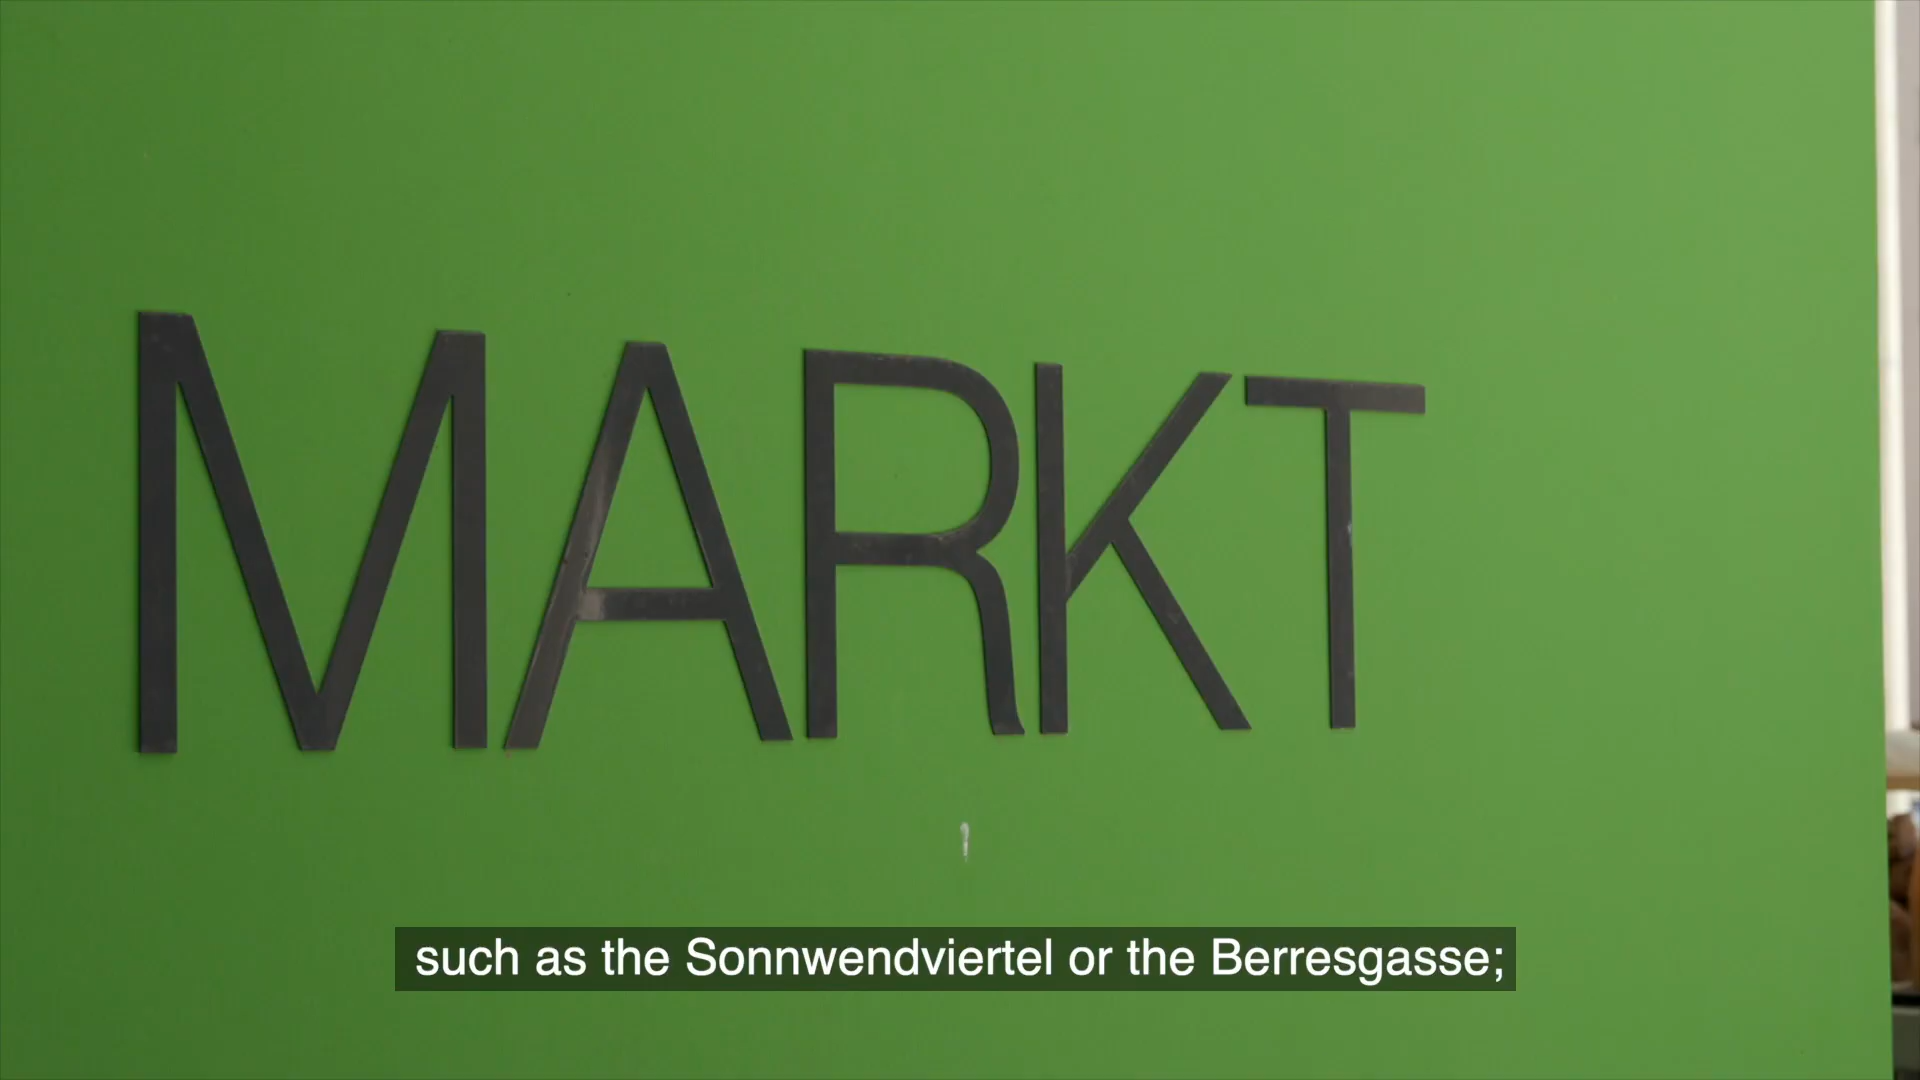 MARKT
such as the Sonnwendviertel or the Berresgasse;